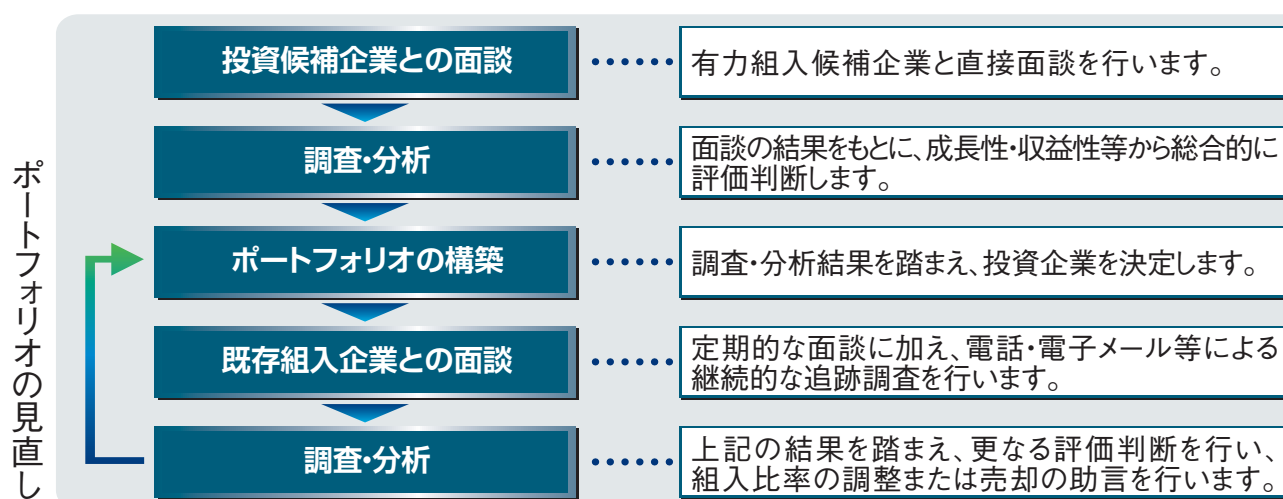 投資候補企業との面談
有力組入候補企業と直接面談を行います。
調査・分析
面談の結果をもとに、成長性・収益性等から総合的に
評価判断します。
ポートフォリオの構築
調査・分析結果を踏まえ、投資企業を決定します。
既存組入企業との面談
定期的な面談に加え、電話・電子メール等による
継続的な追跡調査を行います。
調査・分析
上記の結果を踏まえ、更なる評価判断を行い、
組入比率の調整または売却の助言を行います。
ポートフォリオの見直し